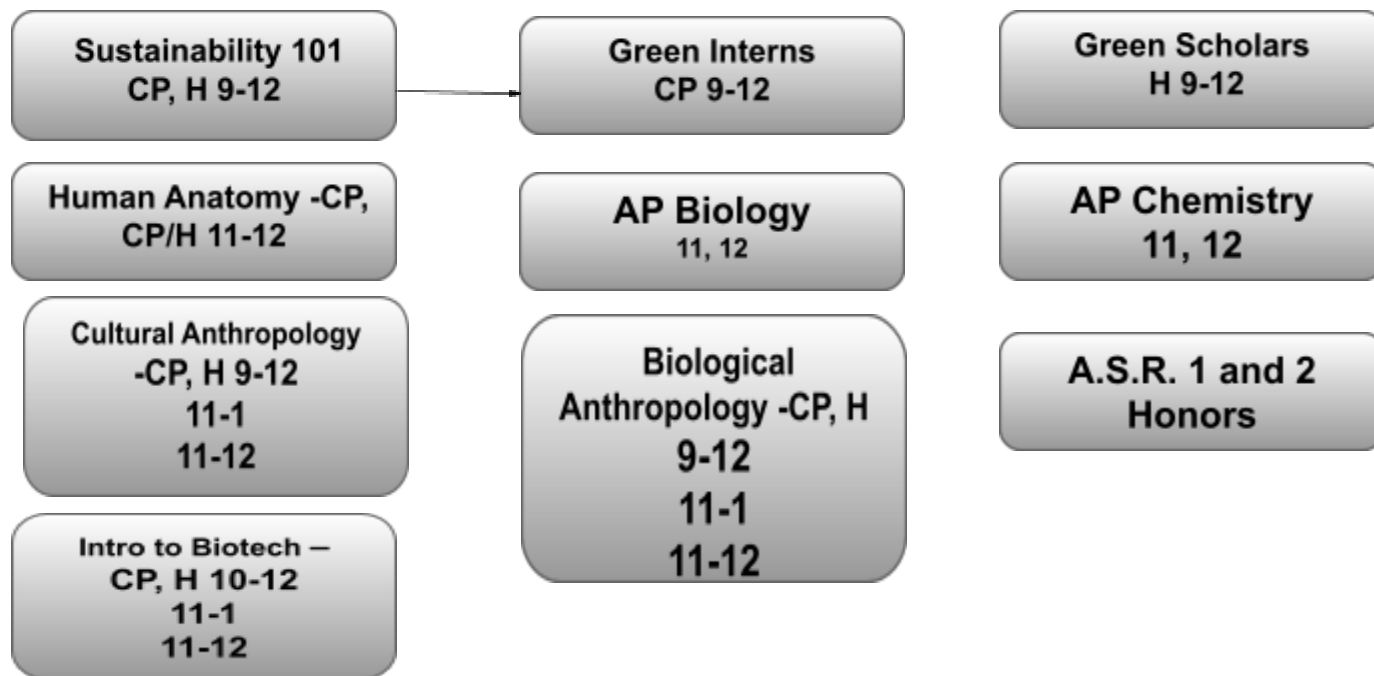 Sustainability 101
CP, H 9-12
Green Interns
CP 9-12
Green Scholars
H 9-12
Human Anatomy -CP,
CP/H 11-12
AP Biology
11, 12
AP Chemistry
11, 12
Cultural Anthropology
-CP, H 9-12
11-1
11-12
Biological
Anthropology -CP, H
9-12
11-1
11-12
A.S.R. 1 and 2
Honors
Intro to Biotech –
CP, H 10-12
11-1
11-12